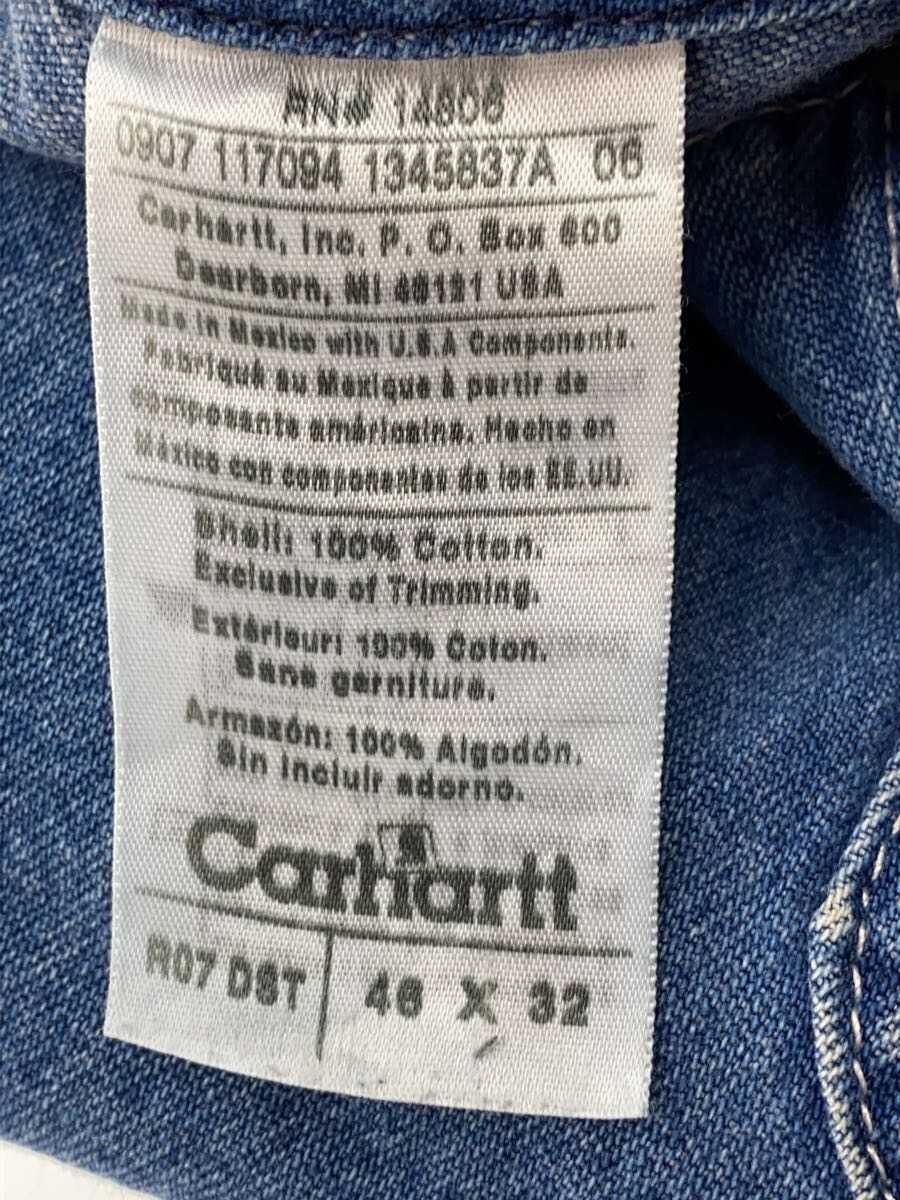 RN# 14806
0907 117094 1345837A 06
Carhartt, Inc. P. O. Box 600
Dearborn, MI 48121 USA
Made in Mexico with U.S.A Components.
Fabriqué au Mexique à partir de
composants américains. Hecho en
México con componentes de los EE.UU.
Shell: 100% Cotton.
Exclusive of Trimming.
Extérieur: 100% Coton.
Sans garniture.
Armazón: 100% Algodón.
Sin incluir adorno.
Carhartt
R07 DST 46 X 32